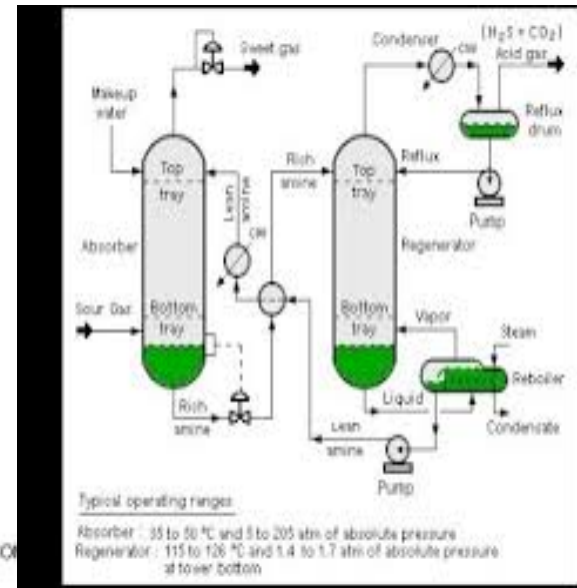 (H₂S + CO₂)
Acid gas
Sweet gas
Condenser
CW
Makeup
water
Reflux
drum
Rich
amine
Reflux
Top
tray
Top
tray
Lean
amine
Pump
CW
Absorber
Regenerator
Sour Gas
Bottom
tray
Bottom
tray
Vapor
Steam
Reboiler
Liquid
Rich
amine
Lean
amine
Condensate
Pump
Typical operating ranges
Absorber : 35 to 50 °C and 5 to 205 atm of absolute pressure
Regenerator : 115 to 126 °C and 1.4 to 1.7 atm of absolute pressure
at tower bottom